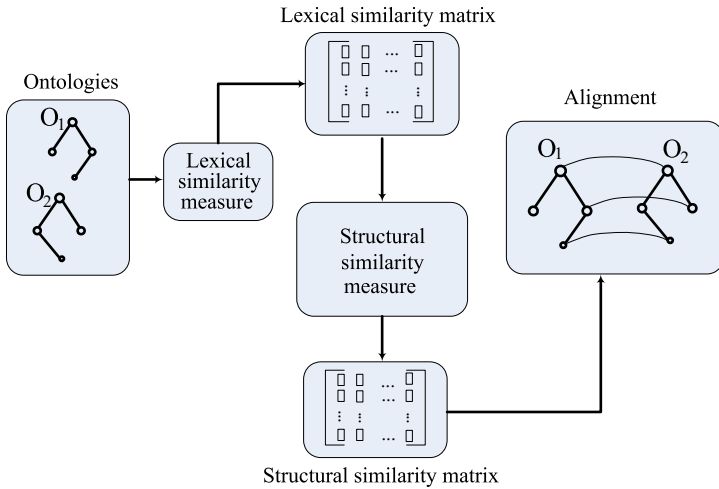 Ontologies
O1
O2
Lexical
similarity
measure
Lexical similarity matrix
...
...
...
Structural
similarity
measure
...
...
...
Structural similarity matrix
Alignment
O1 O2